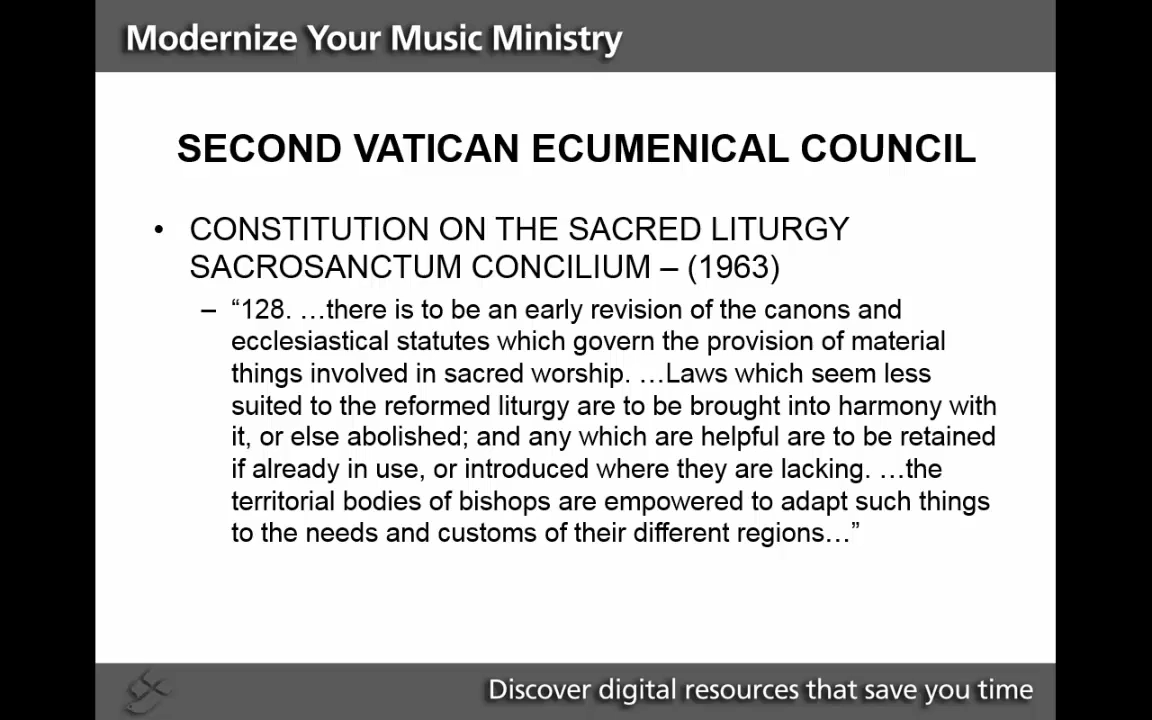 Modernize Your Music Ministry
SECOND VATICAN ECUMENICAL COUNCIL
• CONSTITUTION ON THE SACRED LITURGY
SACROSANCTUM CONCILIUM – (1963)
– “128. …there is to be an early revision of the canons and
ecclesiastical statutes which govern the provision of material
things involved in sacred worship. …Laws which seem less
suited to the reformed liturgy are to be brought into harmony with
it, or else abolished; and any which are helpful are to be retained
if already in use, or introduced where they are lacking. …the
territorial bodies of bishops are empowered to adapt such things
to the needs and customs of their different regions…”
Discover digital resources that save you time